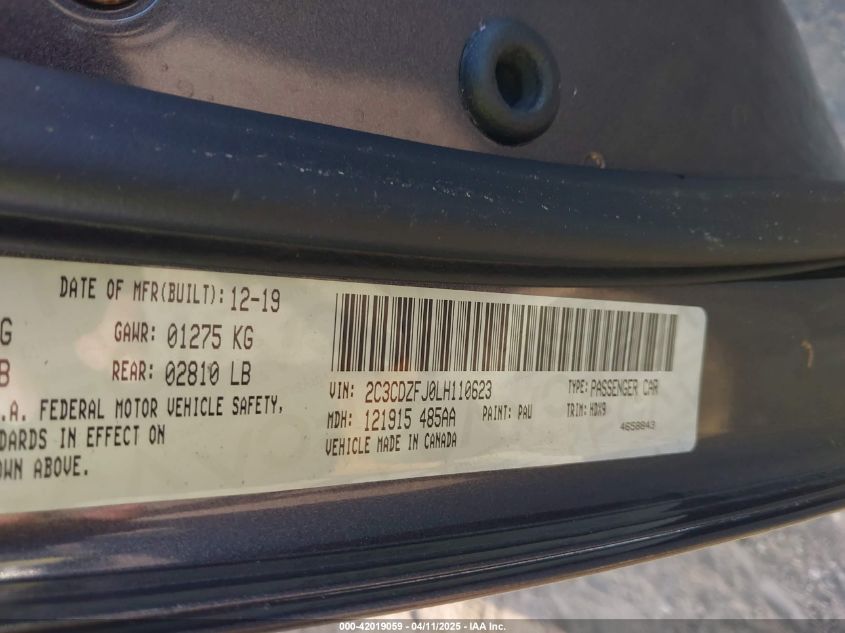 DATE OF MFR(BUILT): 12-19
G GAWR: 01275 KG
B REAR: 02810 LB
.A. FEDERAL MOTOR VEHICLE SAFETY,
DARDS IN EFFECT ON
OWN ABOVE.
VIN: 2C3CDZFJ0LH110623 TYPE: PASSENGER CAR
MDH: 121915 485AA PAINT: PAU TRIM: HDX9
VEHICLE MADE IN CANADA 4658843
000-42019059 - 04/11/2025 - IAA Inc.